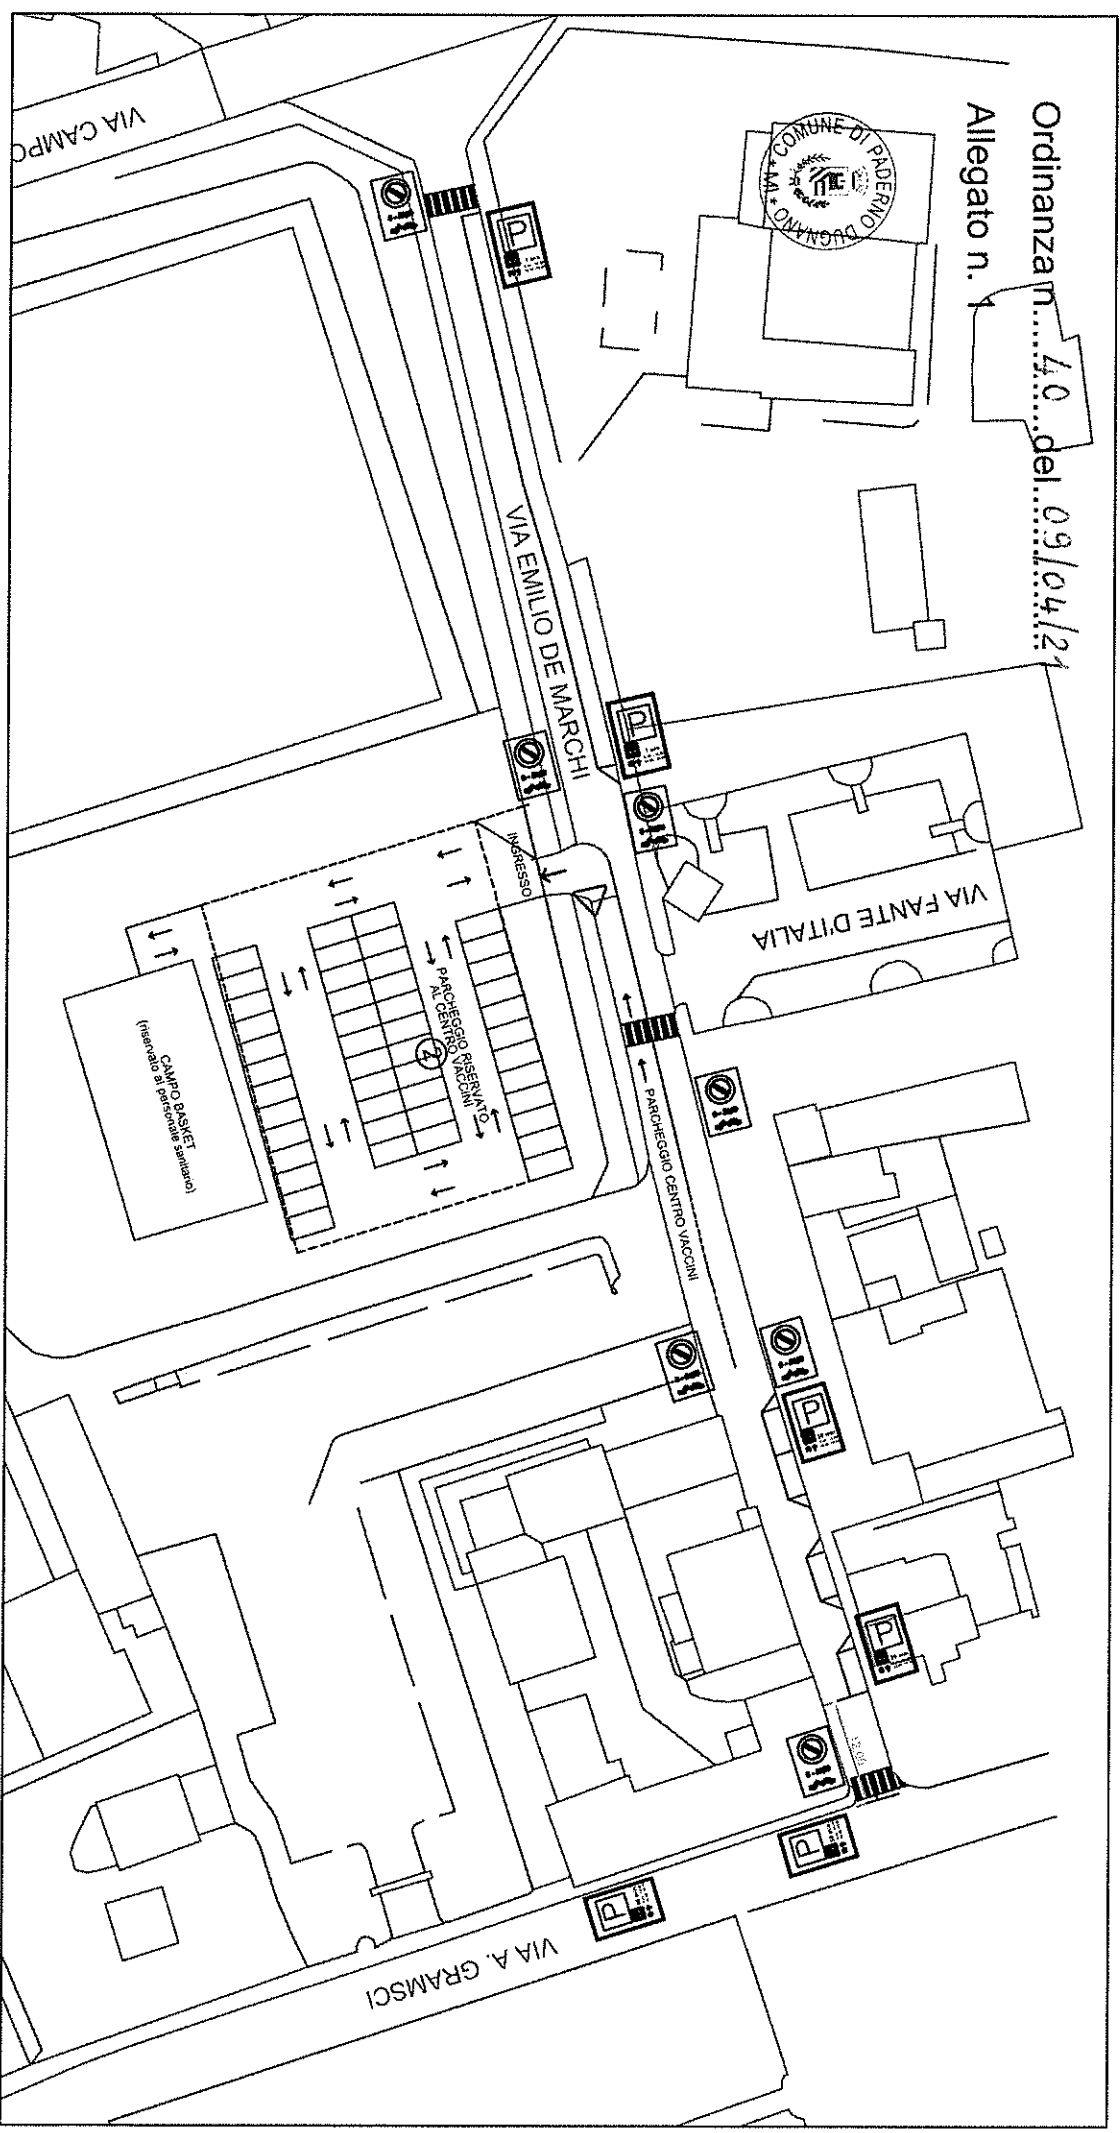 Ordinanza n. 40 del 09/04/21
Allegato n. 1
COMUNE DI PADERNO DUGNANO * MI *
VIA CAMPO
VIA EMILIO DE MARCHI
VIA FANTE D'ITALIA
INGRESSO
PARCHEGGIO RISERVATO
AL CENTRO VACCINI
2
PARCHEGGIO CENTRO VACCINI
CAMPO BASKET
(riservato al personale sanitario)
VIA A. GRAMSCI
P
P
P
P
P
P